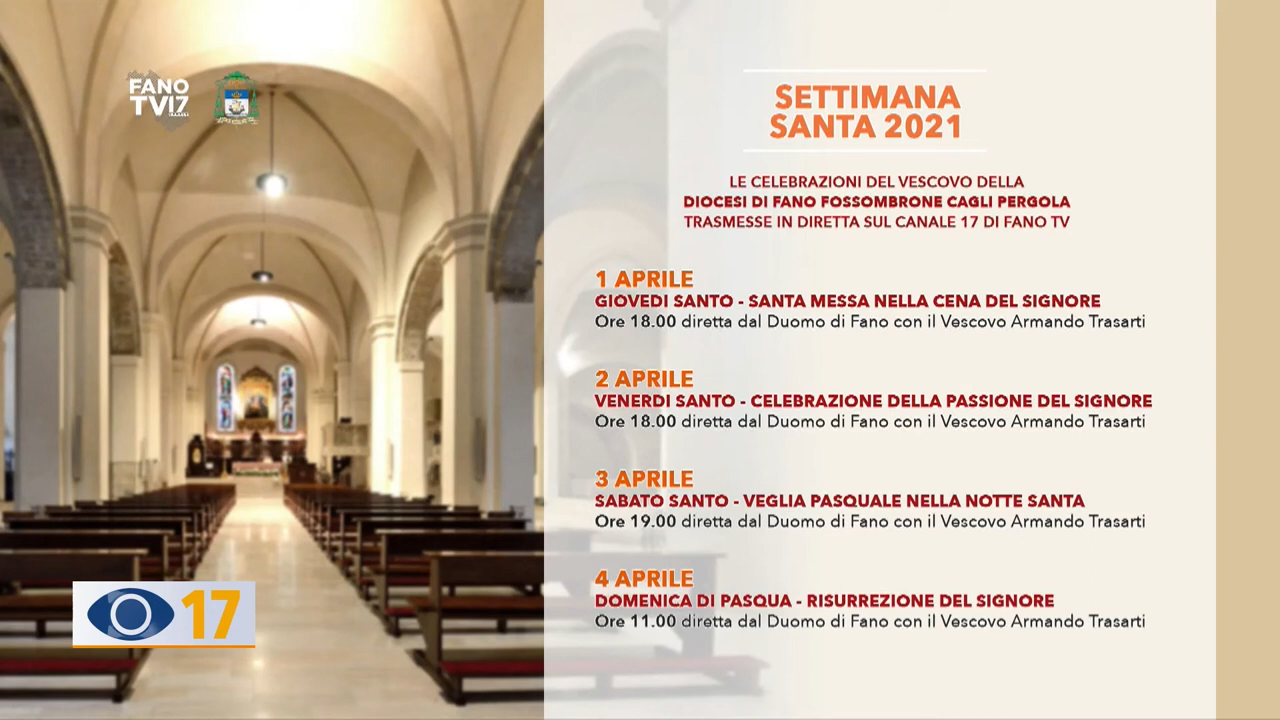 FANO
TV17
SETTIMANA
SANTA 2021
LE CELEBRAZIONI DEL VESCOVO DELLA
DIOCESI DI FANO FOSSOMBRONE CAGLI PERGOLA
TRASMESSE IN DIRETTA SUL CANALE 17 DI FANO TV
1 APRILE
GIOVEDI SANTO - SANTA MESSA NELLA CENA DEL SIGNORE
Ore 18.00 diretta dal Duomo di Fano con il Vescovo Armando Trasarti
2 APRILE
VENERDI SANTO - CELEBRAZIONE DELLA PASSIONE DEL SIGNORE
Ore 18.00 diretta dal Duomo di Fano con il Vescovo Armando Trasarti
3 APRILE
SABATO SANTO - VEGLIA PASQUALE NELLA NOTTE SANTA
Ore 19.00 diretta dal Duomo di Fano con il Vescovo Armando Trasarti
4 APRILE
DOMENICA DI PASQUA - RISURREZIONE DEL SIGNORE
Ore 11.00 diretta dal Duomo di Fano con il Vescovo Armando Trasarti
17